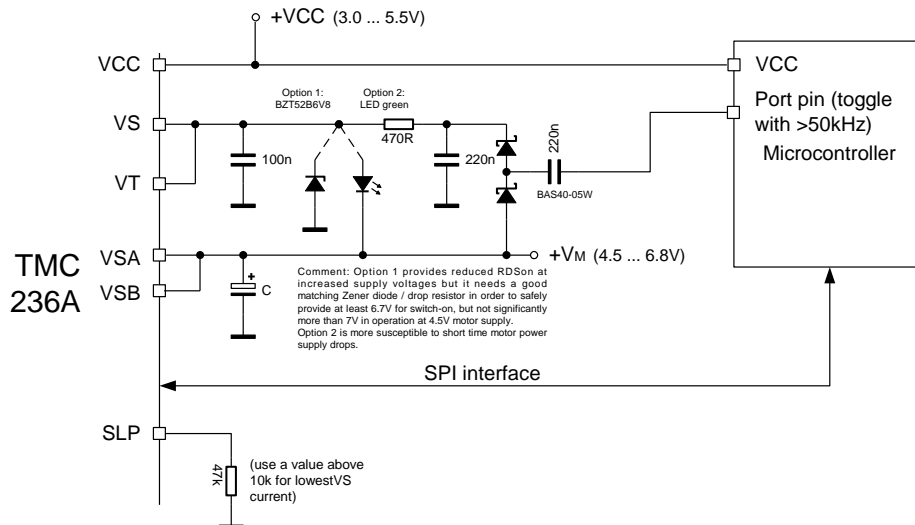 +VCC (3.0 ... 5.5V)
VCC
VCC
Option 1:
BZT52B6V8
Option 2:
LED green
Port pin (toggle
with >50kHz)
Microcontroller
VS
470R
220n
100n
220n
BAS40-05W
VT
VSA
+VM (4.5 ... 6.8V)
TMC
236A
VSB
+
C
Comment: Option 1 provides reduced RDSon at
increased supply voltages but it needs a good
matching Zener diode / drop resistor in order to safely
provide at least 6.7V for switch-on, but not significantly
more than 7V in operation at 4.5V motor supply.
Option 2 is more susceptible to short time motor power
supply drops.
SPI interface
SLP
47k
(use a value above
10k for lowestVS
current)